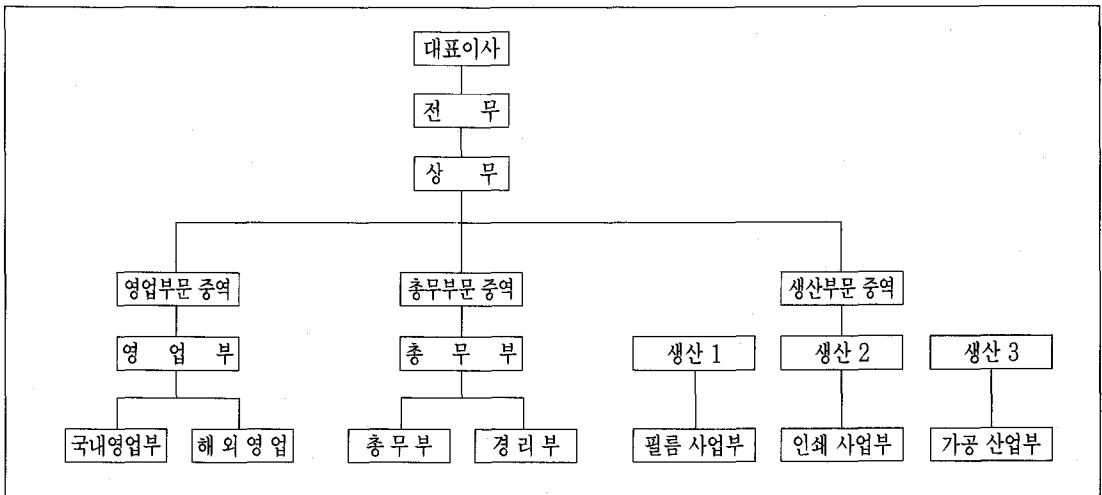 대표이사
전 무
상 무
영업부문 중역 총무부문 중역 생산부문 중역
영 업 부 총 무 부 생산 1 생산 2 생산 3
국내영업부 해 외 영 업 총 무 부 경 리 부 필름 사업부 인쇄 사업부 가공 산업부